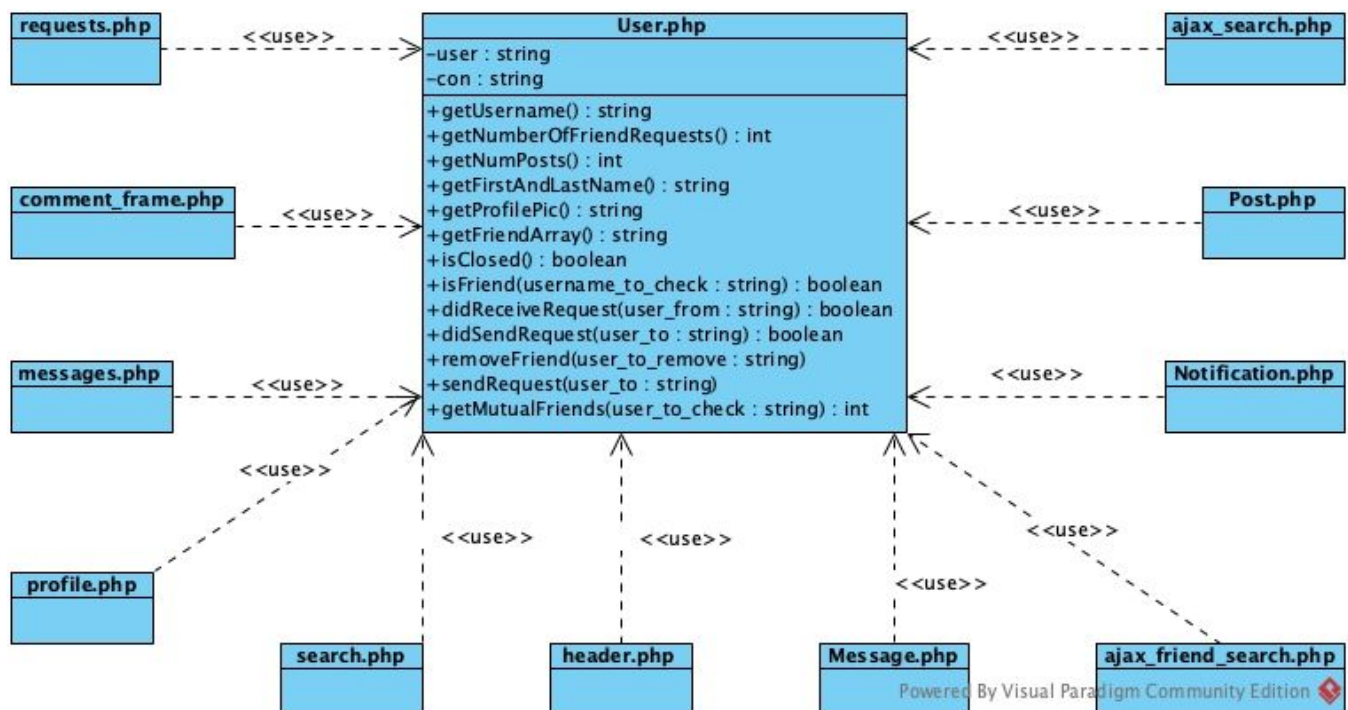 requests.php
<<use>>
User.php
<<use>>
ajax_search.php
–user : string
–con : string
+getUsername() : string
+getNumberOfFriendRequests() : int
+getNumPosts() : int
+getFirstAndLastName() : string
+getProfilePic() : string
+getFriendArray() : string
+isClosed() : boolean
+isFriend(username_to_check : string) : boolean
+didReceiveRequest(user_from : string) : boolean
+didSendRequest(user_to : string) : boolean
+removeFriend(user_to_remove : string)
+sendRequest(user_to : string)
+getMutualFriends(user_to_check : string) : int
comment_frame.php
<<use>>
<<use>>
Post.php
messages.php
<<use>>
<<use>>
Notification.php
<<use>>
<<use>>
<<use>>
<<use>>
<<use>>
profile.php
search.php
header.php
Message.php
ajax_friend_search.php
Powered By Visual Paradigm Community Edition